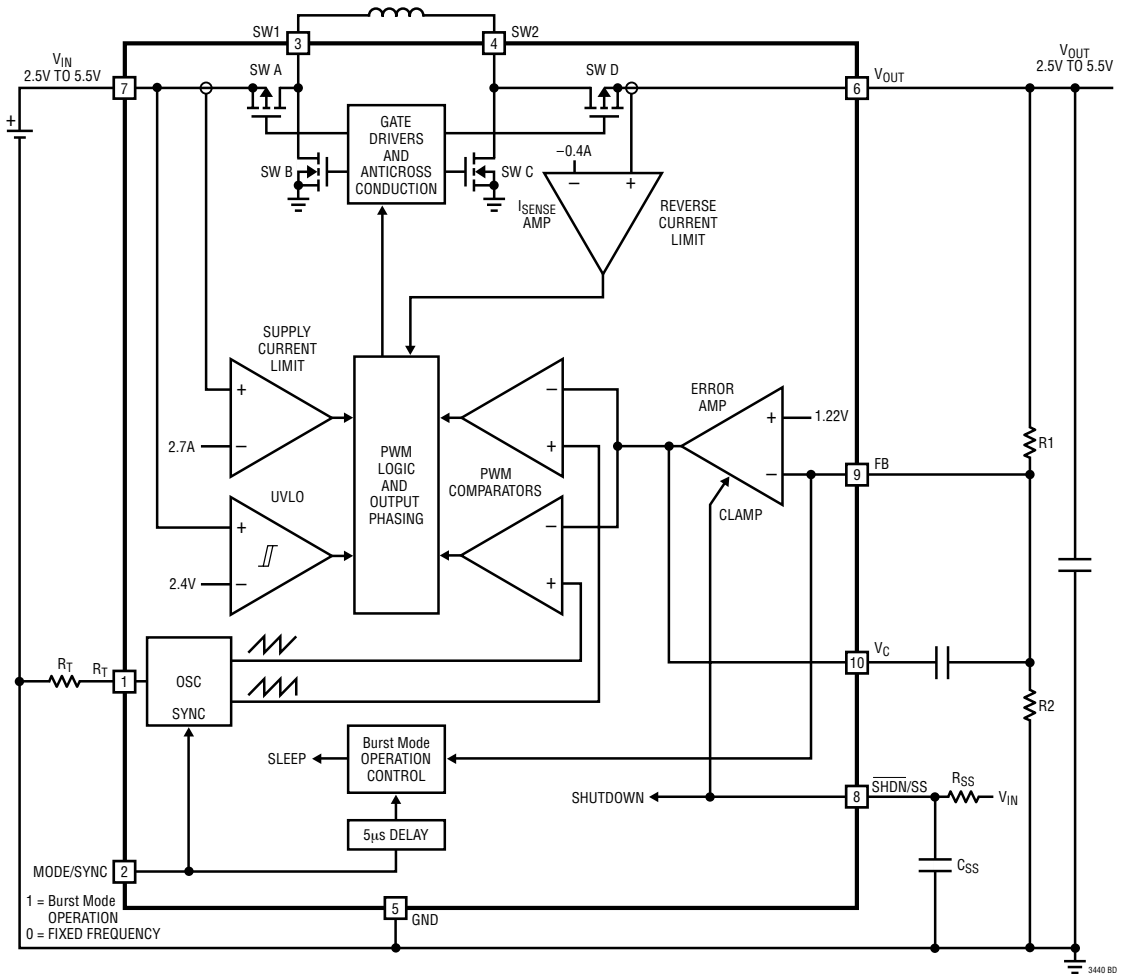 SW1
3
4
SW2
V_IN
2.5V TO 5.5V
7
SW A
SW D
6
V_OUT
V_OUT
2.5V TO 5.5V
+
GATE
DRIVERS
AND
ANTICROSS
CONDUCTION
SW B
SW C
–0.4A
–
+
I_SENSE
AMP
REVERSE
CURRENT
LIMIT
SUPPLY
CURRENT
LIMIT
+
2.7A
–
PWM
LOGIC
AND
OUTPUT
PHASING
–
+
PWM
COMPARATORS
–
+
ERROR
AMP
+
1.22V
–
CLAMP
9
FB
R1
UVLO
+
2.4V
–
R_T
R_T
1
OSC
SYNC
10
V_C
R2
SLEEP
Burst Mode
OPERATION
CONTROL
SHUTDOWN
8
SHDN/SS
R_SS
V_IN
5µs DELAY
C_SS
MODE/SYNC
2
1 = Burst Mode
OPERATION
0 = FIXED FREQUENCY
5
GND
3440 BD